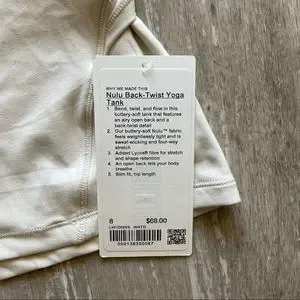 WHY WE MADE THIS
Nulu Back-Twist Yoga
Tank
1. Bend, twist, and flow in this
buttery-soft tank that features
an airy open back and a
back-twist detail
2. Our buttery-soft Nulu™ fabric
feels weightlessly light and is
sweat-wicking and four-way
stretch
3. Added Lycra® fibre for stretch
and shape retention
4. An open back lets your body
breathe
5. Slim fit, hip length
8 $68.00
WHTO